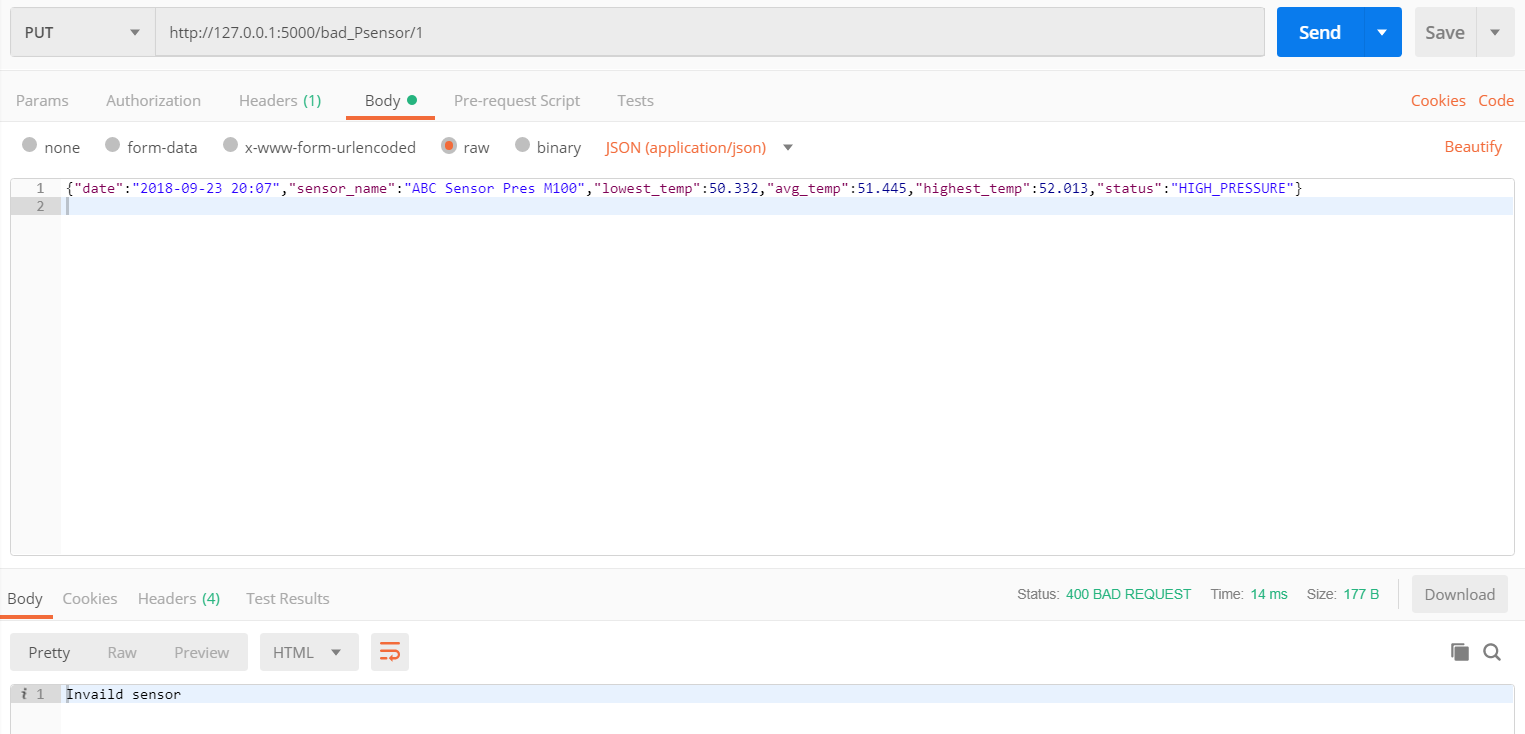 PUT http://127.0.0.1:5000/bad_Psensor/1 Send Save
Params Authorization Headers (1) Body Pre-request Script Tests Cookies Code
none form-data x-www-form-urlencoded raw binary JSON (application/json) Beautify
1 {"date":"2018-09-23 20:07","sensor_name":"ABC Sensor Pres M100","lowest_temp":50.332,"avg_temp":51.445,"highest_temp":52.013,"status":"HIGH_PRESSURE"}
2
Body Cookies Headers (4) Test Results Status: 400 BAD REQUEST Time: 14 ms Size: 177 B Download
Pretty Raw Preview HTML
i 1 Invaild sensor